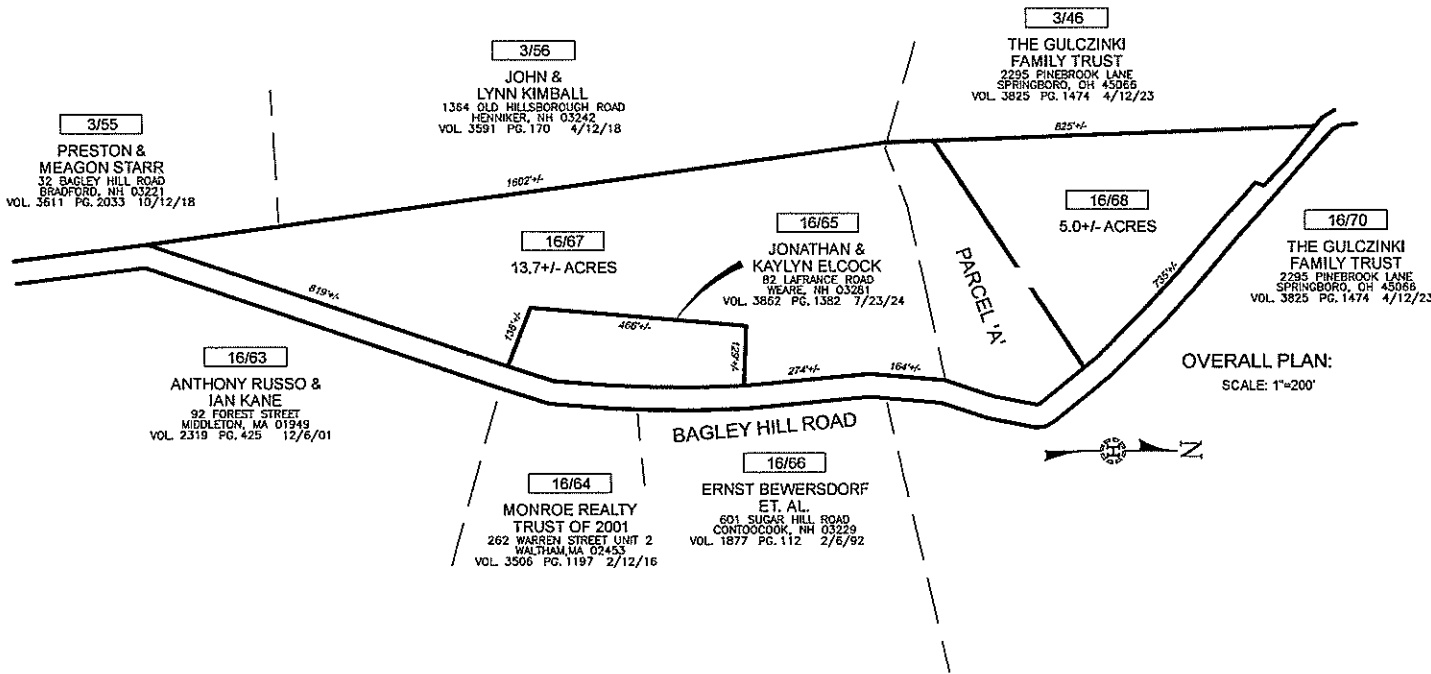 3/46
THE GULCZINKI
FAMILY TRUST
2295 PINEBROOK LANE
SPRINGBORO, OH 45066
VOL. 3825 PG. 1474 4/12/23
3/56
JOHN &
LYNN KIMBALL
1364 OLD HILLSBOROUGH ROAD
HENNIKER, NH 03242
VOL. 3591 PG. 170 4/12/18
3/55
PRESTON &
MEAGON STARR
32 BAGLEY HILL ROAD
BRADFORD, NH 03221
VOL. 3611 PG. 2033 10/12/18
825'+/-
1602'+/-
16/68
5.0+/- ACRES
16/65
JONATHAN &
KAYLYN ELCOCK
82 LAFRANCE ROAD
WEARE, NH 03281
VOL. 3862 PG. 1382 7/23/24
16/70
THE GULCZINKI
FAMILY TRUST
2295 PINEBROOK LANE
SPRINGBORO, OH 45066
VOL. 3825 PG. 1474 4/12/23
16/67
13.7+/- ACRES
PARCEL 'A'
735'+/-
819'+/-
138'+/-
466'+/-
129'+/-
274'+/-
164'+/-
16/63
ANTHONY RUSSO &
IAN KANE
92 FOREST STREET
MIDDLETON, MA 01949
VOL. 2319 PG. 425 12/6/01
OVERALL PLAN:
SCALE: 1"=200'
BAGLEY HILL ROAD
N
16/66
ERNST BEWERSDORF
ET. AL.
601 SUGAR HILL ROAD
CONTOOCOOK, NH 03229
VOL. 1877 PG. 112 2/6/92
16/64
MONROE REALTY
TRUST OF 2001
262 WARREN STREET UNIT 2
WALTHAM, MA 02453
VOL. 3506 PG. 1197 2/12/16